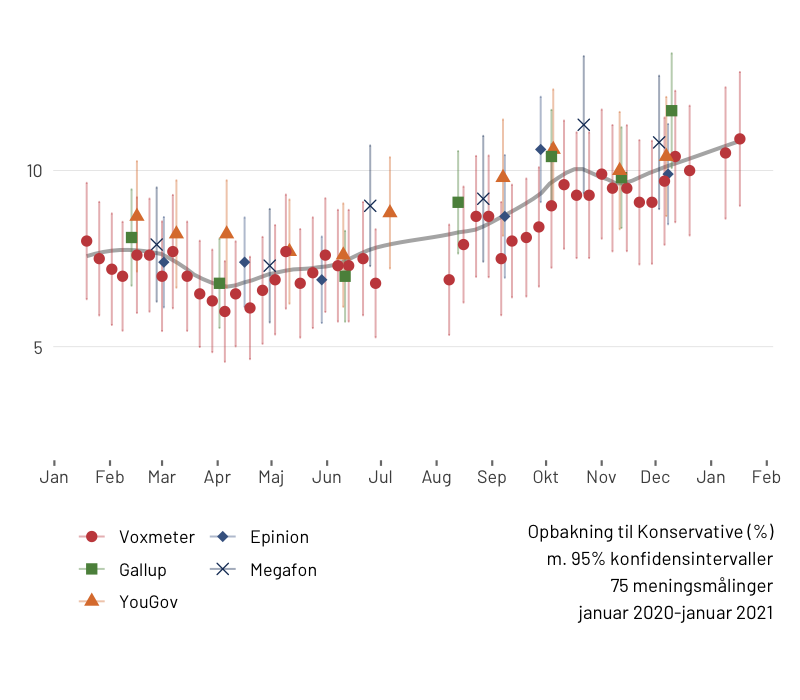 10
5
Jan Feb Mar Apr Maj Jun Jul Aug Sep Okt Nov Dec Jan Feb
Voxmeter Epinion
Gallup Megafon
YouGov
Opbakning til Konservative (%)
m. 95% konfidensintervaller
75 meningsmålinger
januar 2020-januar 2021